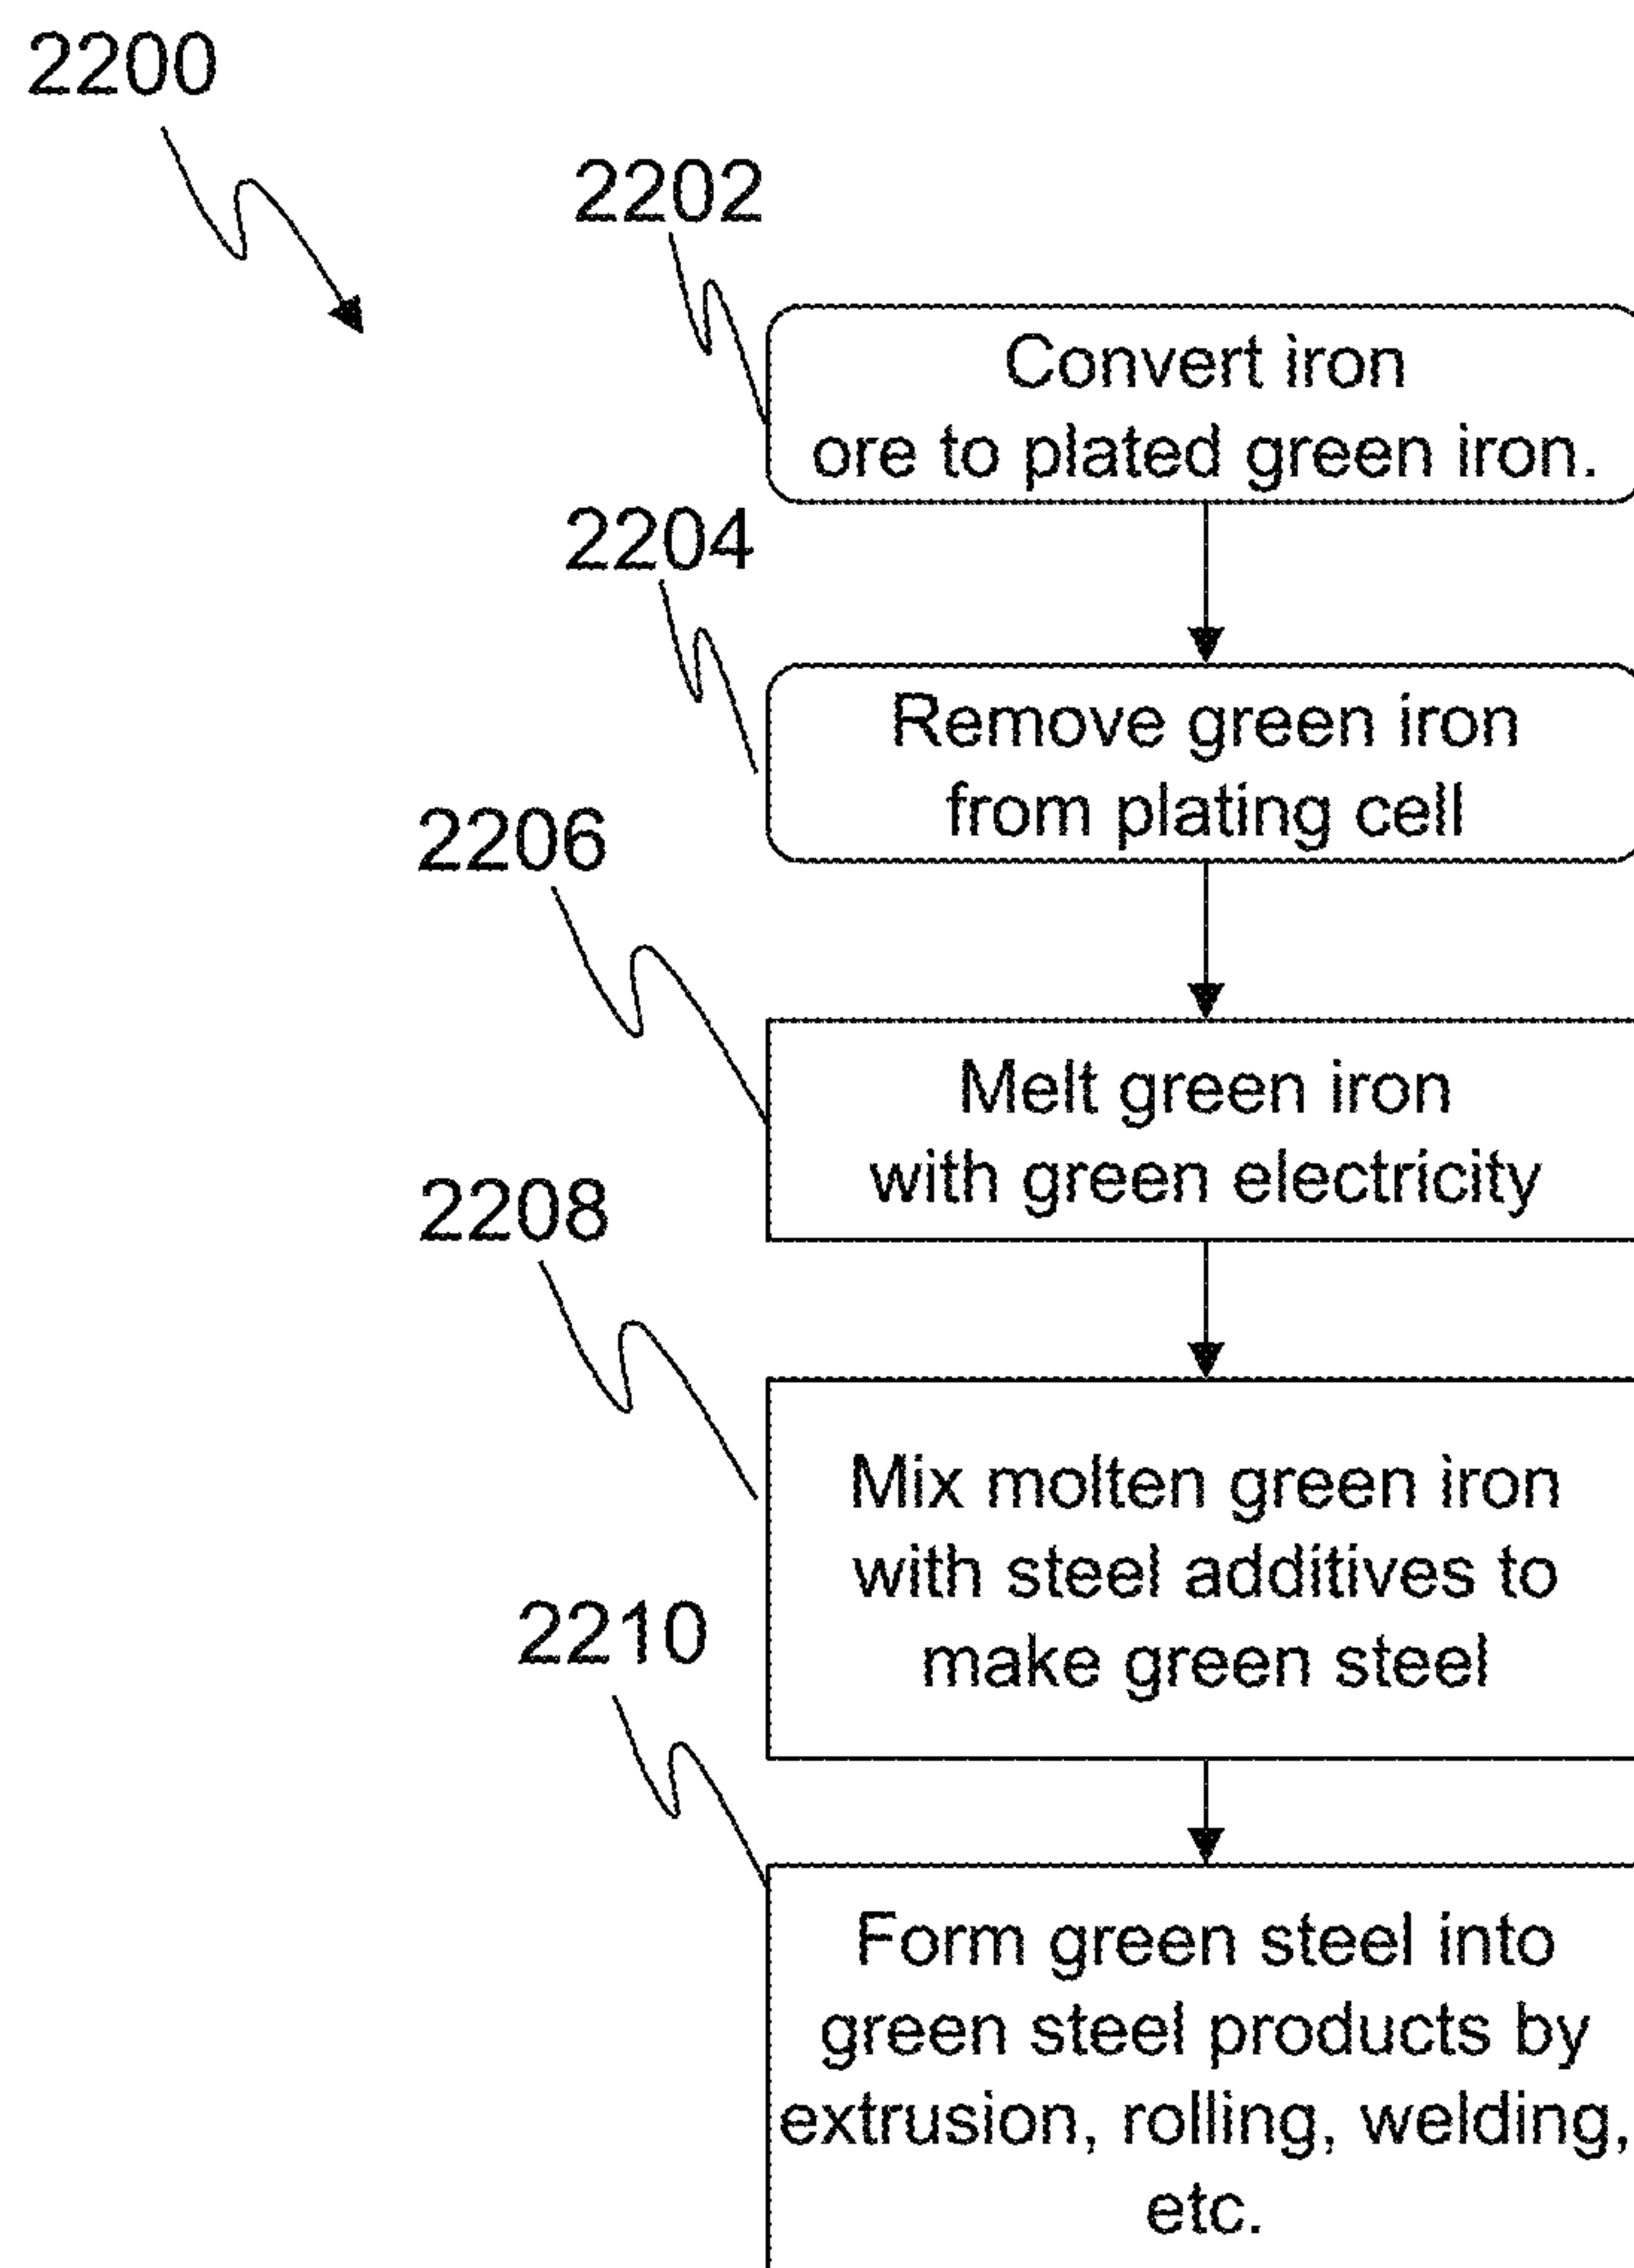 2200
2202
Convert iron
ore to plated green iron.
2204
Remove green iron
from plating cell
2206
Melt green iron
with green electricity
2208
Mix molten green iron
with steel additives to
make green steel
2210
Form green steel into
green steel products by
extrusion, rolling, welding,
etc.